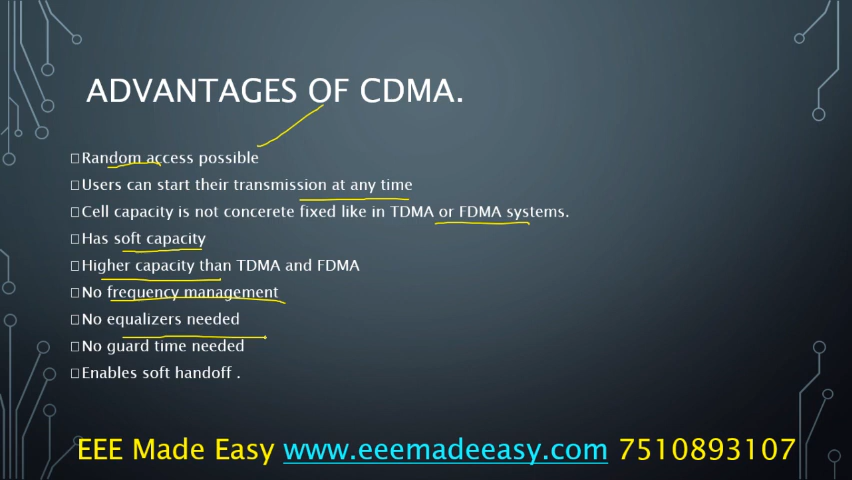 ADVANTAGES OF CDMA.
Random access possible
Users can start their transmission at any time
Cell capacity is not concerete fixed like in TDMA or FDMA systems.
Has soft capacity
Higher capacity than TDMA and FDMA
No frequency management
No equalizers needed
No guard time needed
Enables soft handoff .
EEE Made Easy www.eeemadeeasy.com 7510893107